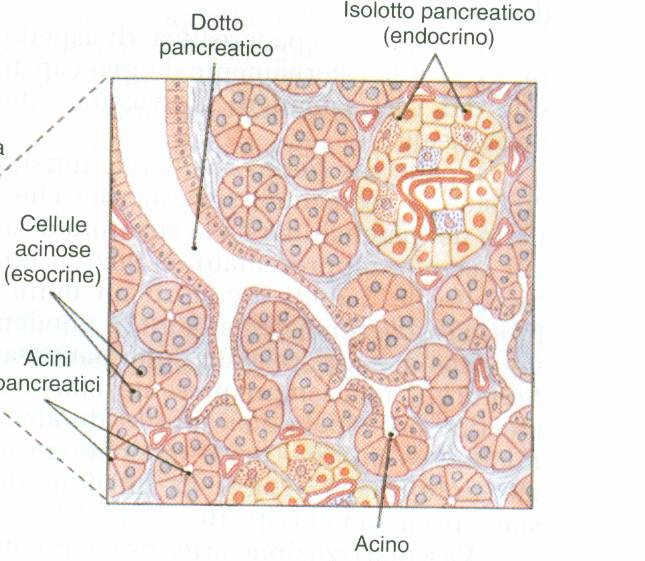 Dotto
pancreatico
Isolotto pancreatico
(endocrino)
a
Cellule
acinose
(esocrine)
Acini
pancreatici
Acino